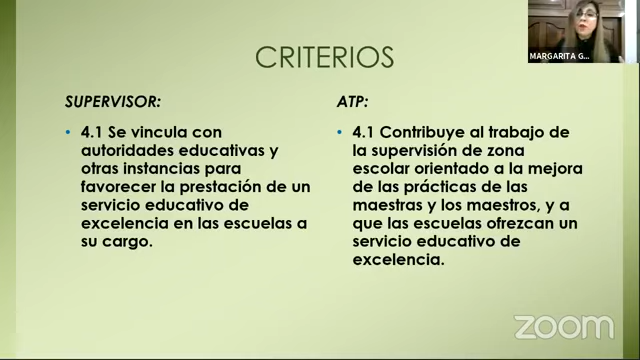 MARGARITA G...
CRITERIOS
SUPERVISOR:
• 4.1 Se vincula con
autoridades educativas y
otras instancias para
favorecer la prestación de un
servicio educativo de
excelencia en las escuelas a
su cargo.
ATP:
• 4.1 Contribuye al trabajo de
la supervisión de zona
escolar orientado a la mejora
de las prácticas de las
maestras y los maestros, y a
que las escuelas ofrezcan un
servicio educativo de
excelencia.
zoom